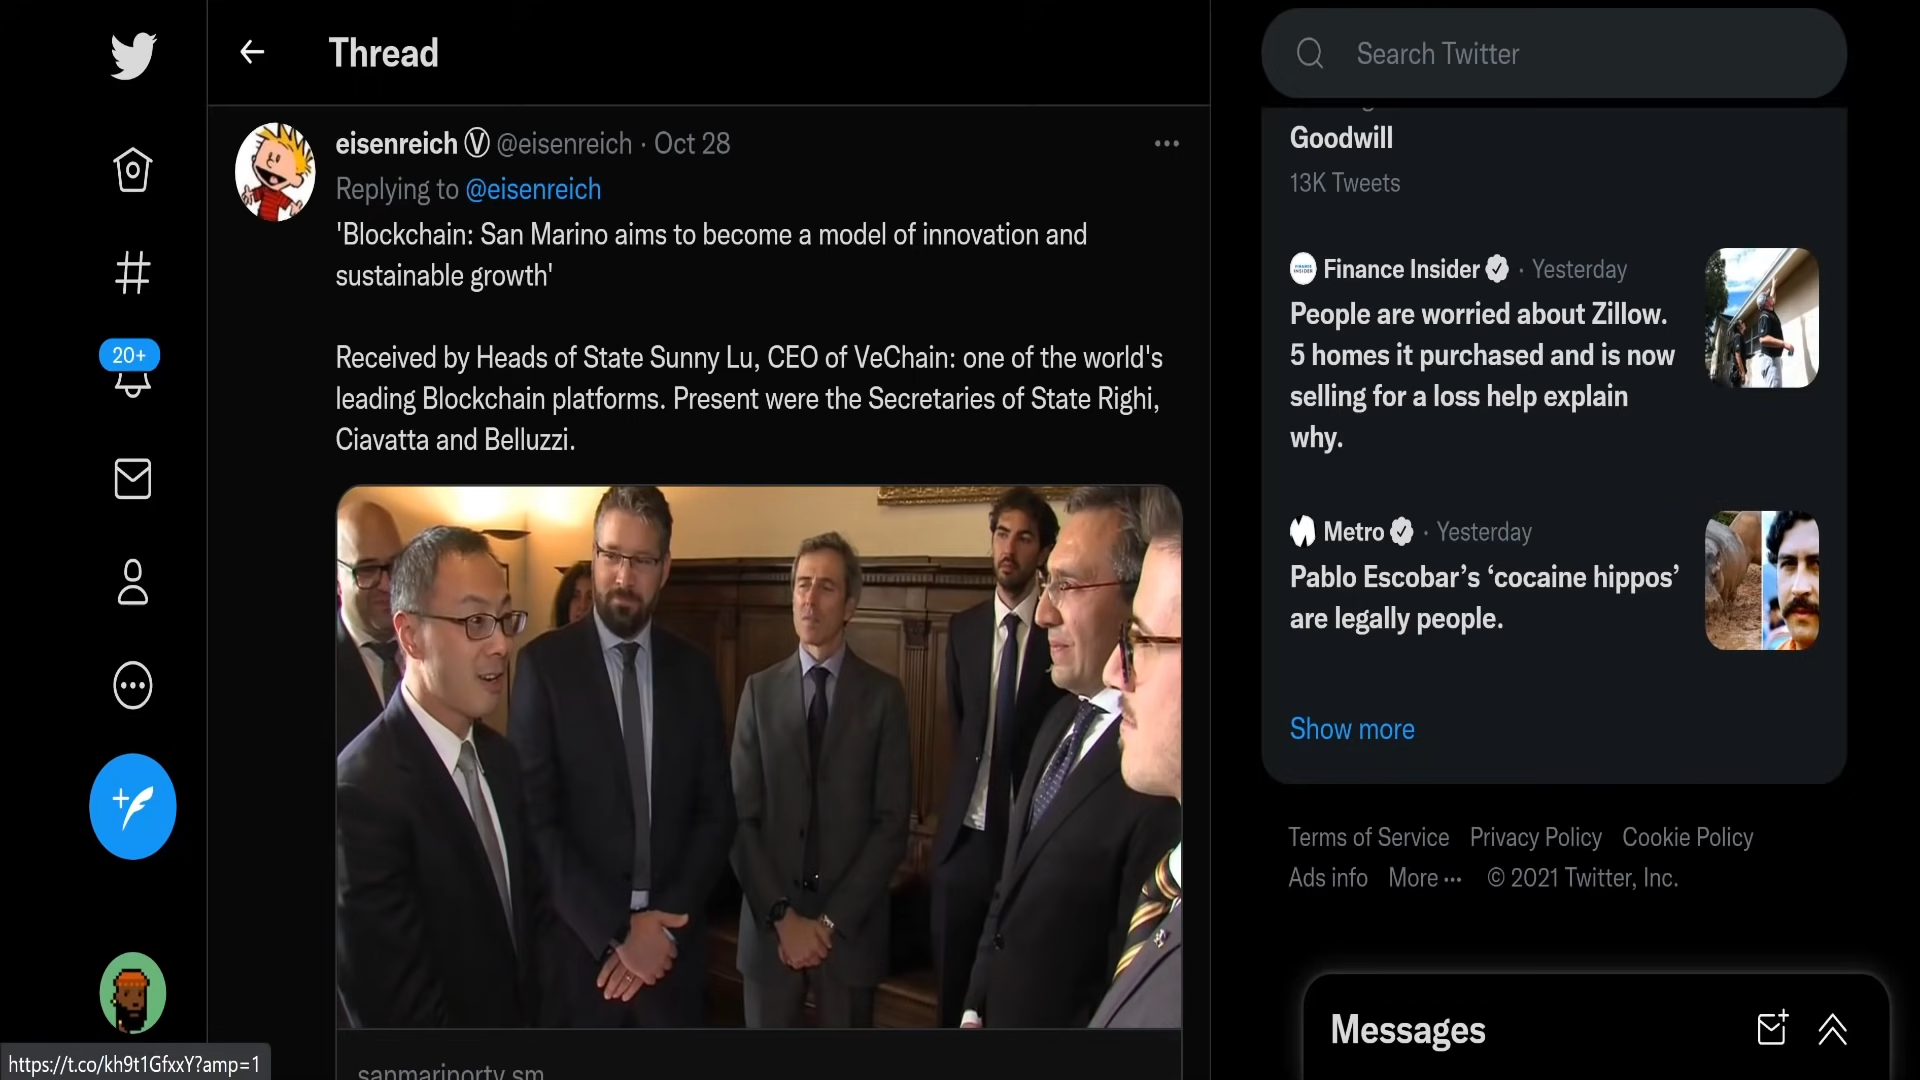 Thread
eisenreich Ⓥ @eisenreich · Oct 28
Replying to @eisenreich
'Blockchain: San Marino aims to become a model of innovation and
sustainable growth'
Received by Heads of State Sunny Lu, CEO of VeChain: one of the world's
leading Blockchain platforms. Present were the Secretaries of State Righi,
Ciavatta and Belluzzi.
sanmarinortv.sm
20+
https://t.co/kh9t1GfxxY?amp=1
Search Twitter
Goodwill
13K Tweets
Finance Insider · Yesterday
People are worried about Zillow.
5 homes it purchased and is now
selling for a loss help explain
why.
Metro · Yesterday
Pablo Escobar’s ‘cocaine hippos’
are legally people.
Show more
Terms of Service Privacy Policy Cookie Policy
Ads info More ··· © 2021 Twitter, Inc.
Messages